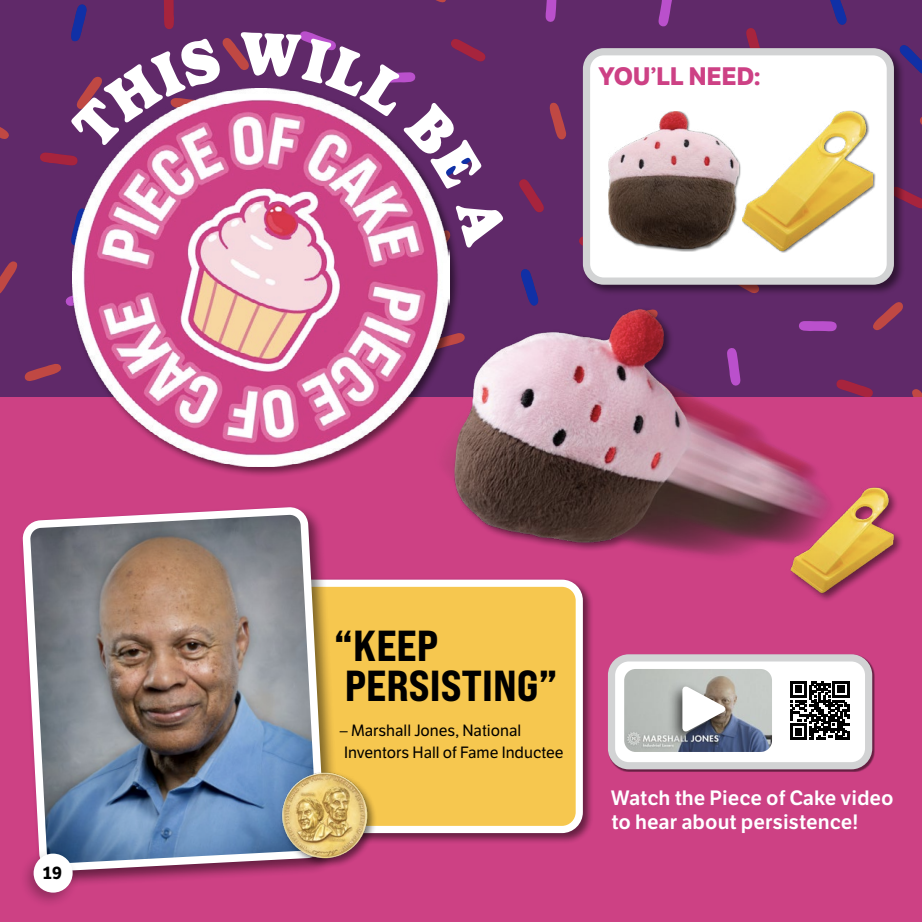 THIS WILL BE A
PIECE OF CAKE
PIECE OF CAKE
YOU'LL NEED:
“KEEP
PERSISTING”
– Marshall Jones, National
Inventors Hall of Fame Inductee
MARSHALL JONES
Watch the Piece of Cake video
to hear about persistence!
19